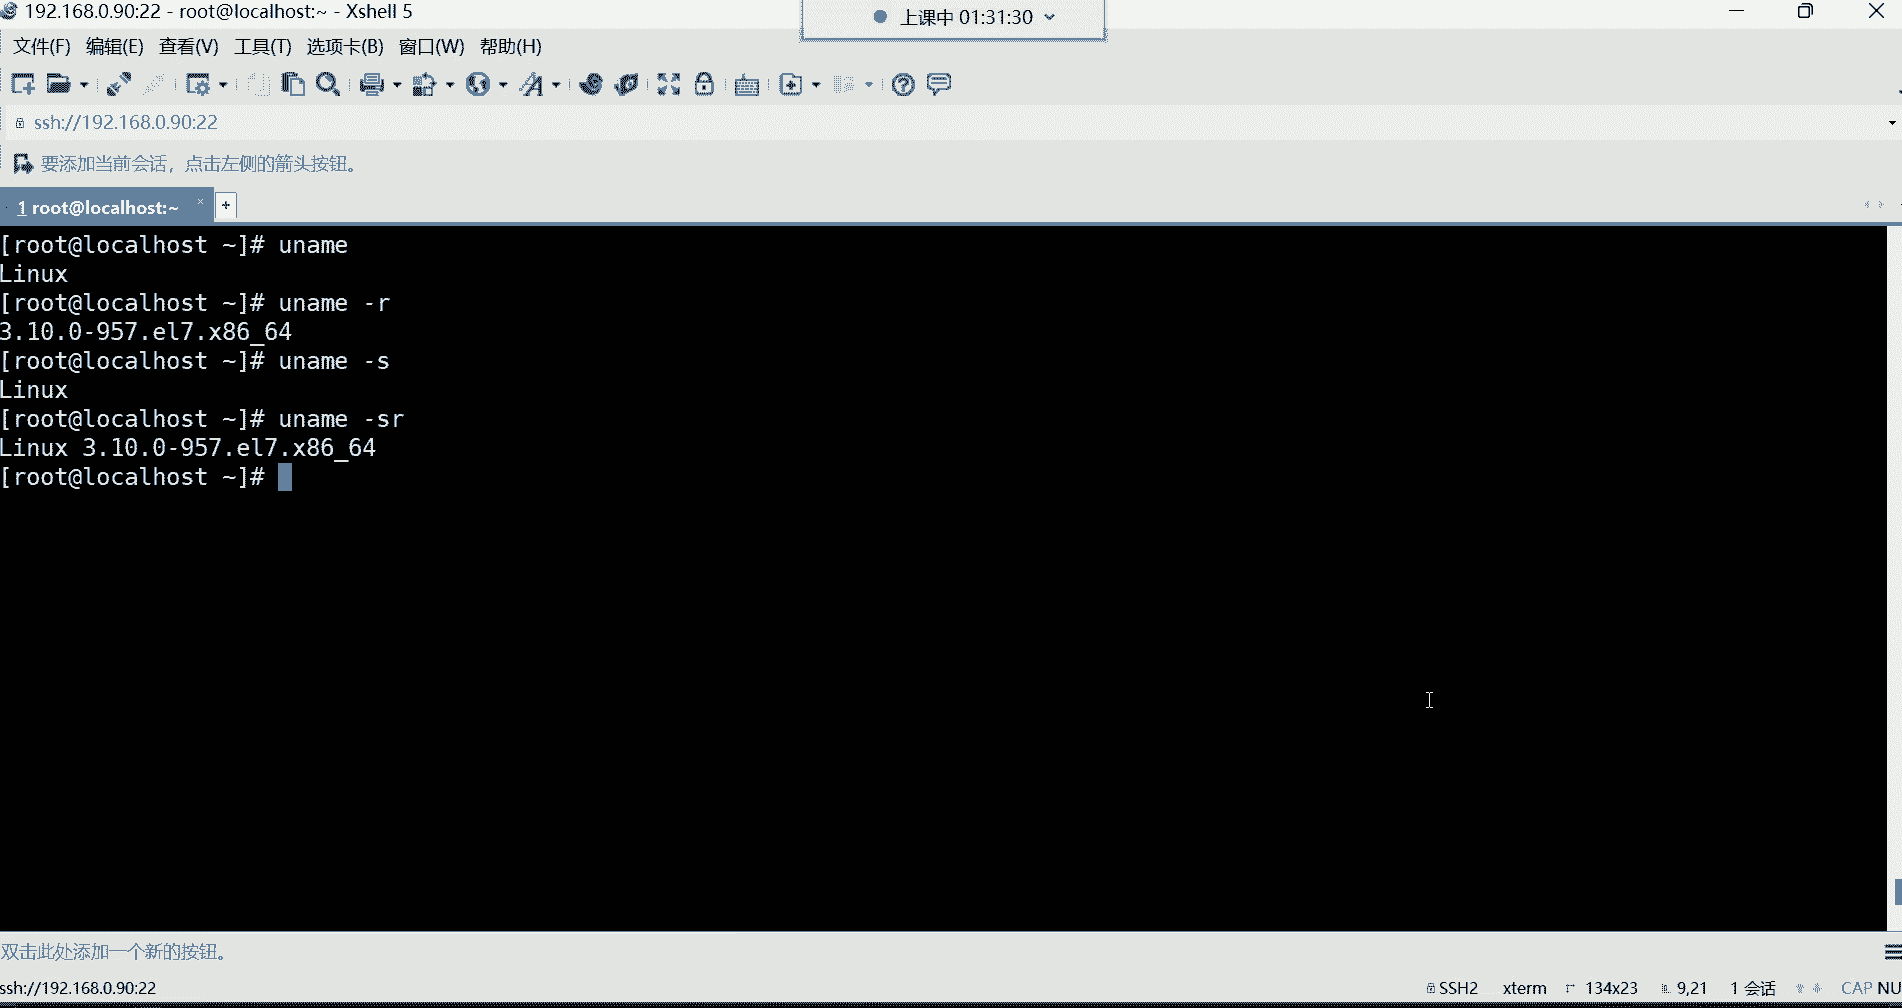 192.168.0.90:22 - root@localhost:~ - Xshell 5
上课中 01:31:30
文件(F) 编辑(E) 查看(V) 工具(T) 选项卡(B) 窗口(W) 帮助(H)
ssh://192.168.0.90:22
要添加当前会话，点击左侧的箭头按钮。
1 root@localhost:~ × +
[root@localhost ~]# uname
Linux
[root@localhost ~]# uname -r
3.10.0-957.el7.x86_64
[root@localhost ~]# uname -s
Linux
[root@localhost ~]# uname -sr
Linux 3.10.0-957.el7.x86_64
[root@localhost ~]#
双击此处添加一个新的按钮。
ssh://192.168.0.90:22 SSH2 xterm 134x23 9,21 1 会话 CAP NU